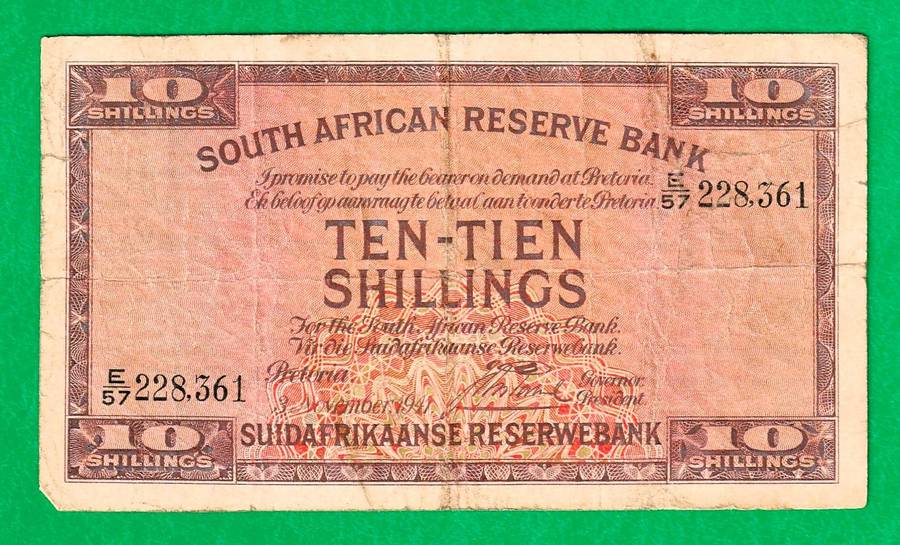 10 SHILLINGS
10 SHILLINGS
SOUTH AFRICAN RESERVE BANK
I promise to pay the bearer on demand at Pretoria.
Ek beloof op aanvraag te betaal aan toonder te Pretoria
E/57 228,361
TEN-TIEN
SHILLINGS
For the South African Reserve Bank.
Vir die Suidafrikaanse Reserwebank.
Pretoria
Governor.
President.
3 November, 1941.
E/57 228,361
SUIDAFRIKAANSE RESERWEBANK
10 SHILLINGS
10 SHILLINGS